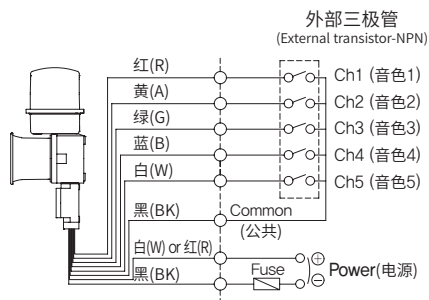 外部三极管
(External transistor-NPN)
红(R)
Ch1 (音色1)
黄(A)
Ch2 (音色2)
绿(G)
Ch3 (音色3)
蓝(B)
Ch4 (音色4)
白(W)
Ch5 (音色5)
黑(BK)
Common
(公共)
白(W) or 红(R)
黑(BK)
Fuse
Power(电源)